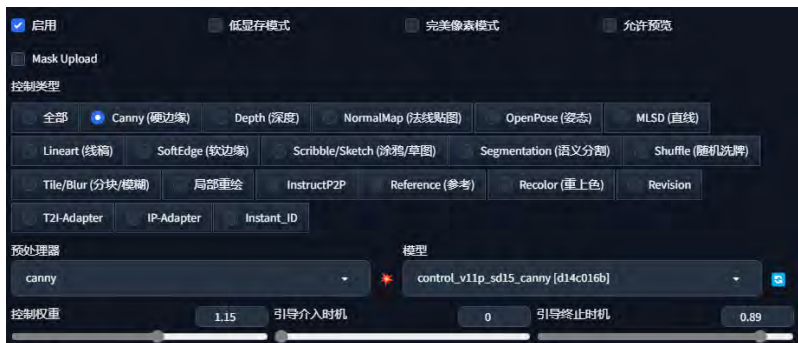 启用 低显存模式 完美像素模式 允许预览
Mask Upload
控制类型
全部 Canny (硬边缘) Depth (深度) NormalMap (法线贴图) OpenPose (姿态) MLSD (直线)
Lineart (线稿) SoftEdge (软边缘) Scribble/Sketch (涂鸦/草图) Segmentation (语义分割) Shuffle (随机洗牌)
Tile/Blur (分块/模糊) 局部重绘 InstructP2P Reference (参考) Recolor (重上色) Revision
T2I-Adapter IP-Adapter Instant_ID
预处理器 模型
canny control_v11p_sd15_canny [d14c016b]
控制权重 1.15 引导介入时机 0 引导终止时机 0.89